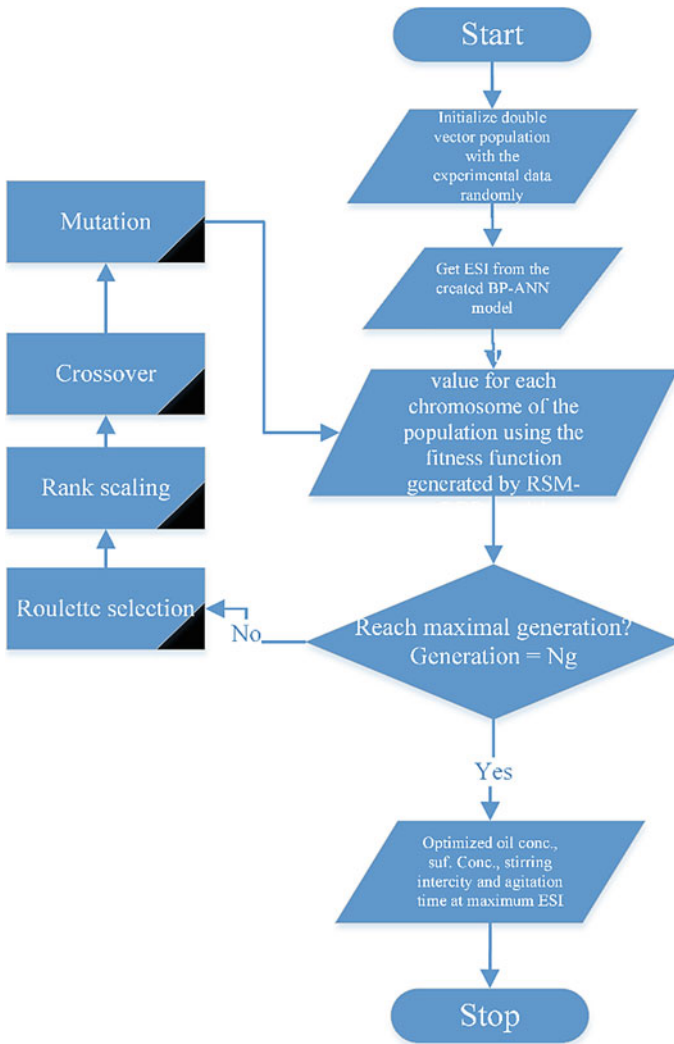 Start
Initialize double
vector population
with the
experimental data
randomly
Get ESI from the
created BP-ANN
model
value for each
chromosome of the
population using the
fitness function
generated by RSM-
Reach maximal generation?
Generation = Ng
No
Roulette selection
Rank scaling
Crossover
Mutation
Yes
Optimized oil conc.,
suf. Conc., stirring
intercity and agitation
time at maximum ESI
Stop